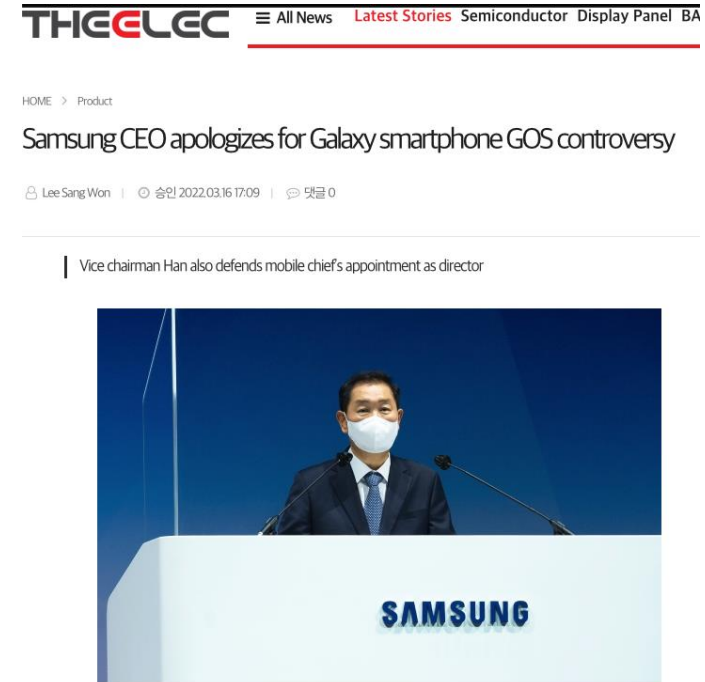 THEELEC
All News Latest Stories Semiconductor Display Panel BA
HOME > Product
Samsung CEO apologizes for Galaxy smartphone GOS controversy
Lee Sang Won | 승인 2022.03.16 17:09 | 댓글 0
Vice chairman Han also defends mobile chief's appointment as director
SAMSUNG